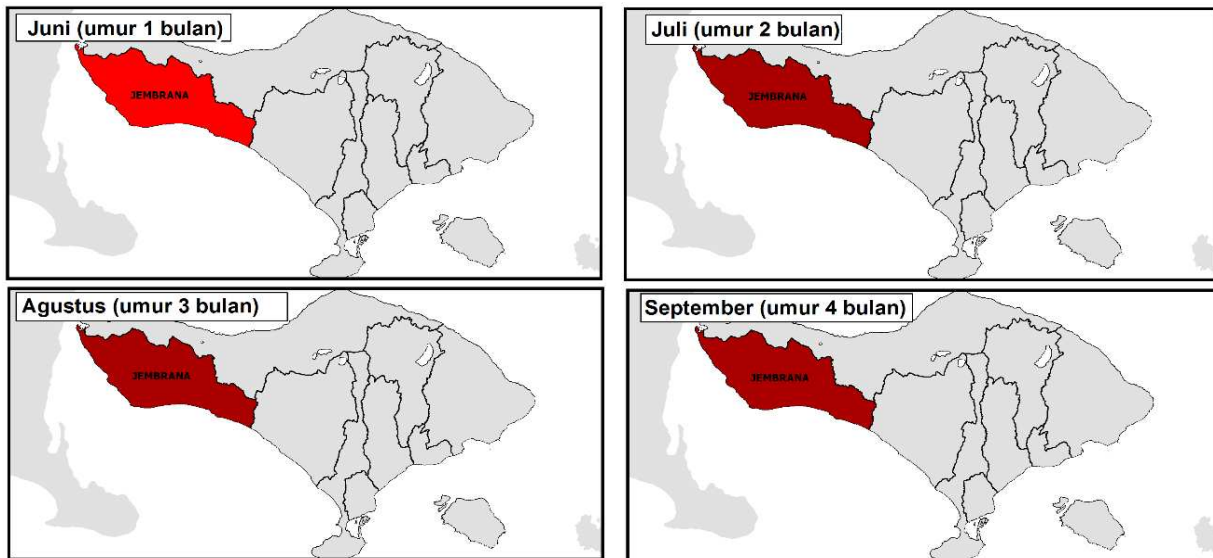 Juni (umur 1 bulan)
JEMBRANA
Juli (umur 2 bulan)
JEMBRANA
Agustus (umur 3 bulan)
JEMBRANA
September (umur 4 bulan)
JEMBRANA